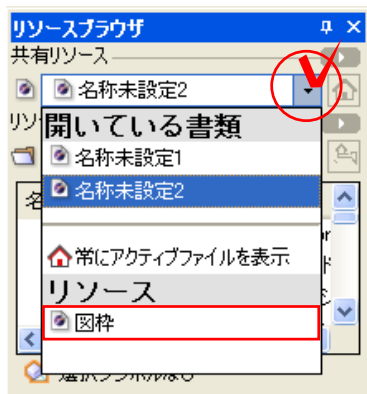 リソースブラウザ
共有リソース
名称未設定2
リソ
開いている書類
名称未設定1
名称未設定2
名
常にアクティブファイルを表示
リソース
図枠